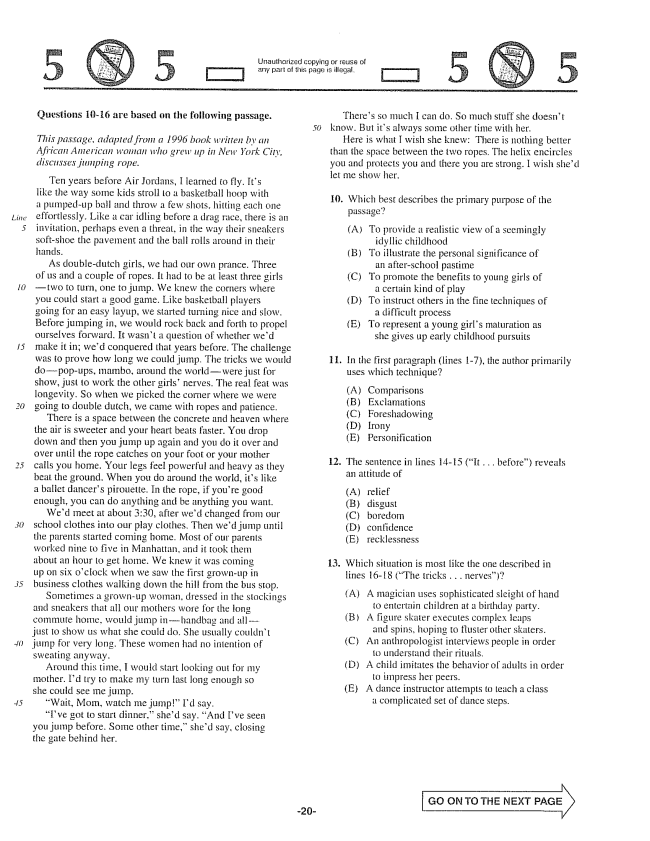 5 5
Unauthorized copying or reuse of
any part of this page is illegal.
5 5
Questions 10-16 are based on the following passage.
This passage, adapted from a 1996 book written by an
African American woman who grew up in New York City,
discusses jumping rope.
Ten years before Air Jordans, I learned to fly. It's
like the way some kids stroll to a basketball hoop with
a pumped-up ball and throw a few shots, hitting each one
Line effortlessly. Like a car idling before a drag race, there is an
5 invitation, perhaps even a threat, in the way their sneakers
soft-shoe the pavement and the ball rolls around in their
hands.
As double-dutch girls, we had our own prance. Three
of us and a couple of ropes. It had to be at least three girls
10 —two to turn, one to jump. We knew the corners where
you could start a good game. Like basketball players
going for an easy layup, we started turning nice and slow.
Before jumping in, we would rock back and forth to propel
ourselves forward. It wasn't a question of whether we'd
15 make it in; we'd conquered that years before. The challenge
was to prove how long we could jump. The tricks we would
do—pop-ups, mambo, around the world—were just for
show, just to work the other girls' nerves. The real feat was
longevity. So when we picked the corner where we were
20 going to double dutch, we came with ropes and patience.
There is a space between the concrete and heaven where
the air is sweeter and your heart beats faster. You drop
down and then you jump up again and you do it over and
over until the rope catches on your foot or your mother
25 calls you home. Your legs feel powerful and heavy as they
beat the ground. When you do around the world, it's like
a ballet dancer's pirouette. In the rope, if you're good
enough, you can do anything and be anything you want.
We'd meet at about 3:30, after we'd changed from our
30 school clothes into our play clothes. Then we'd jump until
the parents started coming home. Most of our parents
worked nine to five in Manhattan, and it took them
about an hour to get home. We knew it was coming
up on six o'clock when we saw the first grown-up in
35 business clothes walking down the hill from the bus stop.
Sometimes a grown-up woman, dressed in the stockings
and sneakers that all our mothers wore for the long
commute home, would jump in—handbag and all—
just to show us what she could do. She usually couldn't
40 jump for very long. These women had no intention of
sweating anyway.
Around this time, I would start looking out for my
mother. I'd try to make my turn last long enough so
she could see me jump.
45 "Wait, Mom, watch me jump!" I'd say.
"I've got to start dinner," she'd say. "And I've seen
you jump before. Some other time," she'd say, closing
the gate behind her.
There's so much I can do. So much stuff she doesn't
50 know. But it's always some other time with her.
Here is what I wish she knew: There is nothing better
than the space between the two ropes. The helix encircles
you and protects you and there you are strong. I wish she'd
let me show her.
10. Which best describes the primary purpose of the
passage?
(A) To provide a realistic view of a seemingly
idyllic childhood
(B) To illustrate the personal significance of
an after-school pastime
(C) To promote the benefits to young girls of
a certain kind of play
(D) To instruct others in the fine techniques of
a difficult process
(E) To represent a young girl's maturation as
she gives up early childhood pursuits
11. In the first paragraph (lines 1-7), the author primarily
uses which technique?
(A) Comparisons
(B) Exclamations
(C) Foreshadowing
(D) Irony
(E) Personification
12. The sentence in lines 14-15 ("It . . . before") reveals
an attitude of
(A) relief
(B) disgust
(C) boredom
(D) confidence
(E) recklessness
13. Which situation is most like the one described in
lines 16-18 ("The tricks . . . nerves")?
(A) A magician uses sophisticated sleight of hand
to entertain children at a birthday party.
(B) A figure skater executes complex leaps
and spins, hoping to fluster other skaters.
(C) An anthropologist interviews people in order
to understand their rituals.
(D) A child imitates the behavior of adults in order
to impress her peers.
(E) A dance instructor attempts to teach a class
a complicated set of dance steps.
GO ON TO THE NEXT PAGE
-20-